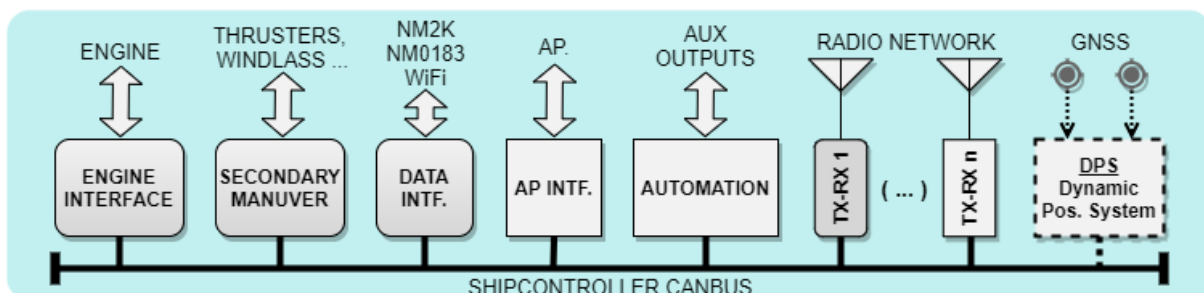 ENGINE
THRUSTERS,
WINDLASS ...
NM2K
NM0183
WiFi
AP.
AUX
OUTPUTS
RADIO NETWORK
GNSS
ENGINE
INTERFACE
SECONDARY
MANUVER
DATA
INTF.
AP INTF.
AUTOMATION
TX-RX 1
( ... )
TX-RX n
DPS
Dynamic
Pos. System
SHIPCONTROLLER CANBUS